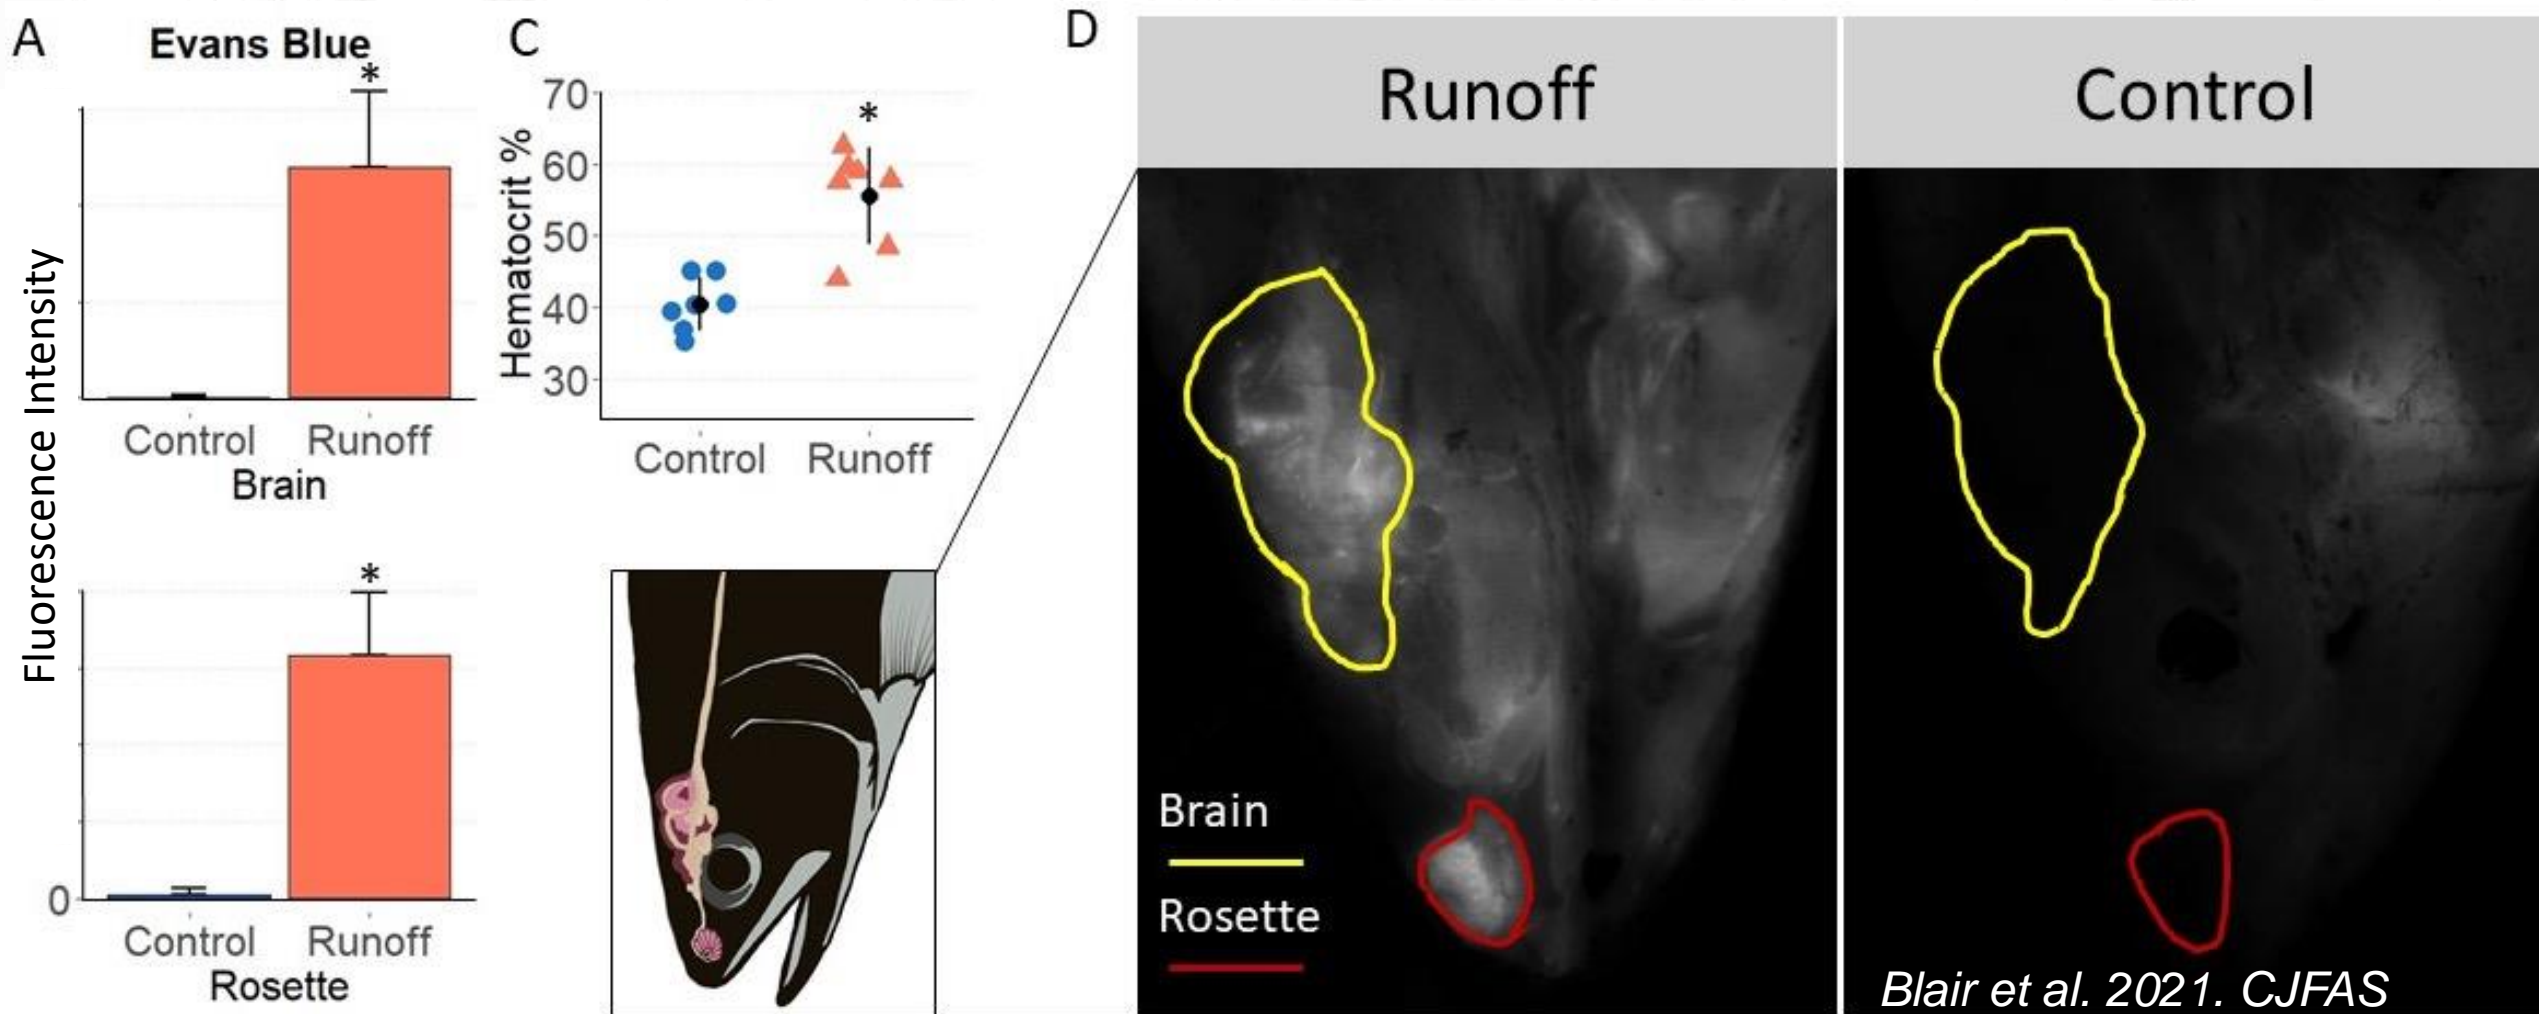 A
Evans Blue
*
Fluorescence Intensity
Control Runoff
Brain
*
0
Control Runoff
Rosette
C
Hematocrit %
70
60
50
40
30
*
Control Runoff
D
Runoff
Control
Brain
Rosette
Blair et al. 2021. CJFAS